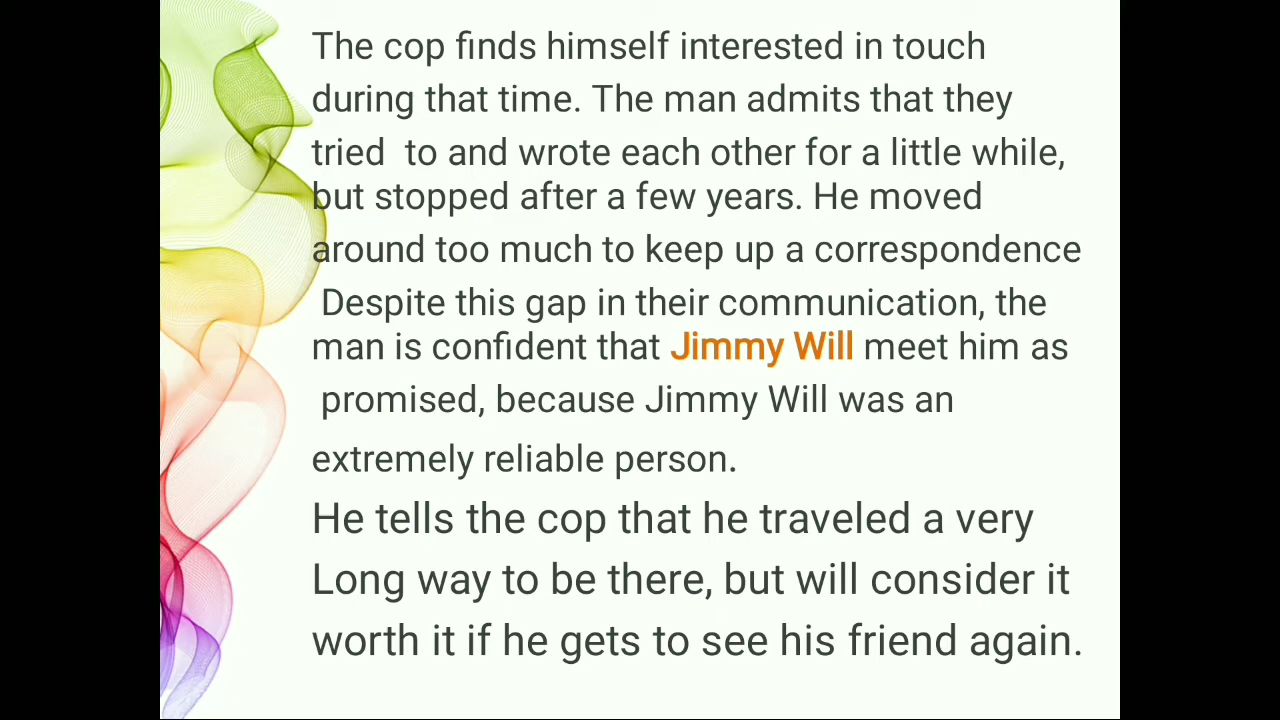 The cop finds himself interested in touch
during that time. The man admits that they
tried  to and wrote each other for a little while,
but stopped after a few years. He moved
around too much to keep up a correspondence
Despite this gap in their communication, the
man is confident that Jimmy Will meet him as
promised, because Jimmy Will was an
extremely reliable person.
He tells the cop that he traveled a very
Long way to be there, but will consider it
worth it if he gets to see his friend again.